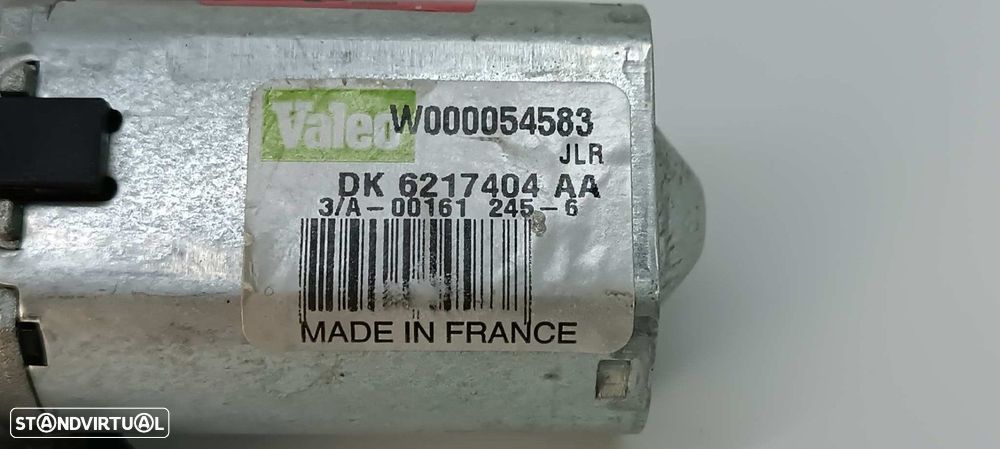 Valeo W000054583
JLR
DK 6217404 AA
3/A-00161 245-6
MADE IN FRANCE
STANDVIRTUAL